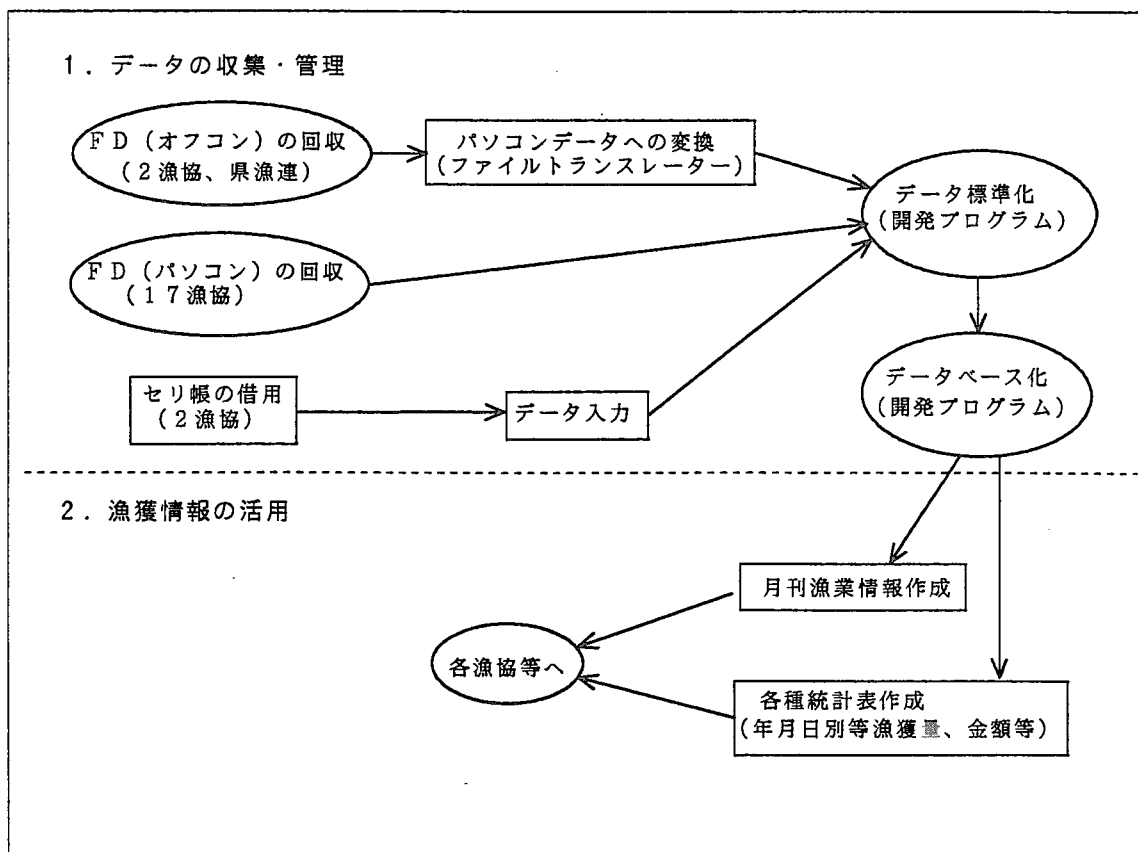 1．データの収集・管理
ＦＤ（オフコン）の回収
（２漁協、県漁連）
パソコンデータへの変換
（ファイルトランスレーター）
データ標準化
（開発プログラム）
ＦＤ（パソコン）の回収
（１７漁協）
セリ帳の借用
（２漁協）
データ入力
データベース化
（開発プログラム）
2．漁獲情報の活用
月刊漁業情報作成
各漁協等へ
各種統計表作成
（年月日別等漁獲量、金額等）